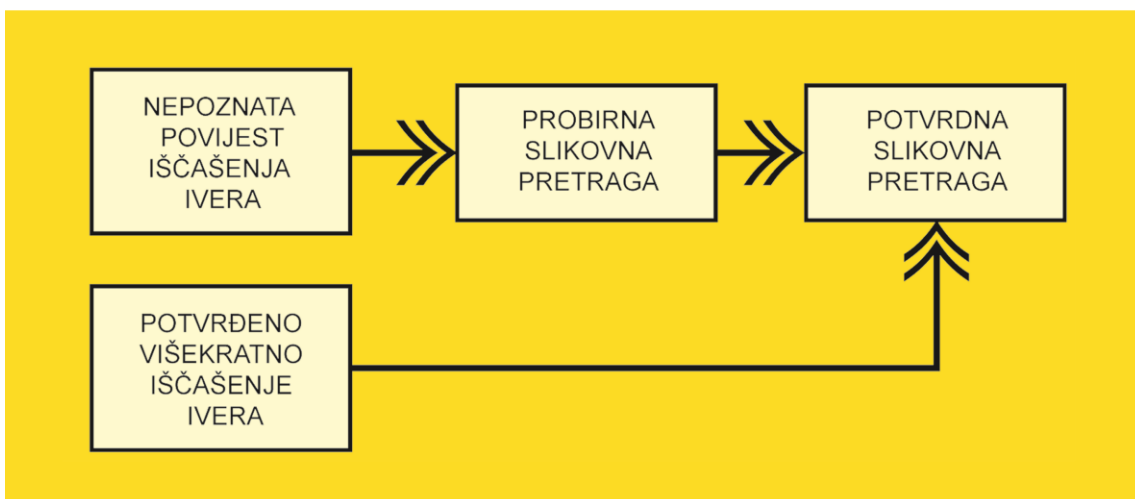 NEPOZNATA
POVIJEST
IŠČAŠENJA
IVERA
PROBIRNA
SLIKOVNA
PRETRAGA
POTVRDNA
SLIKOVNA
PRETRAGA
POTVRĐENO
VIŠEKRATNO
IŠČAŠENJE
IVERA